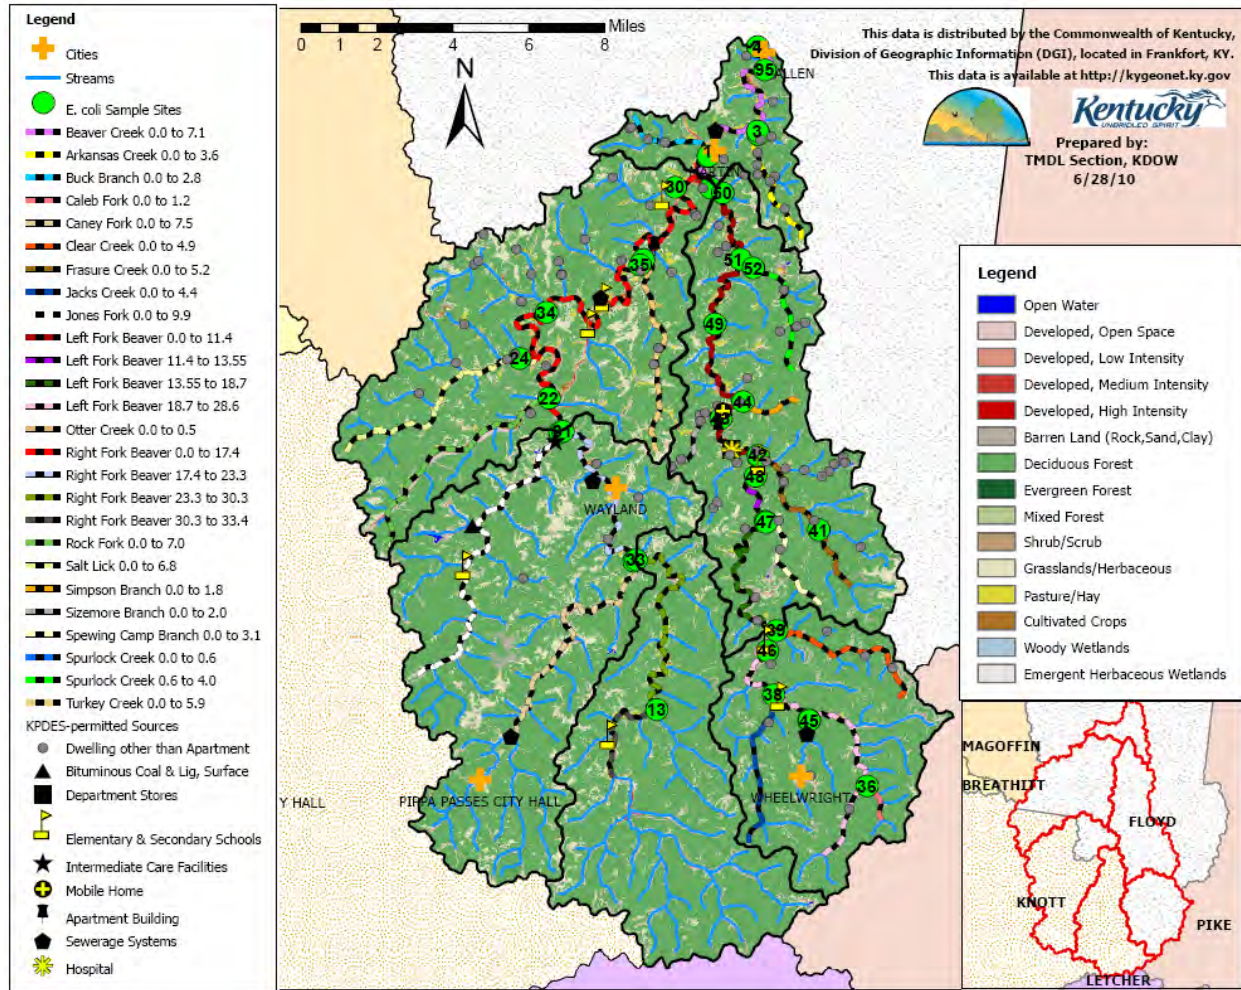 Legend
Cities
Streams
E. coli Sample Sites
Beaver Creek 0.0 to 7.1
Arkansas Creek 0.0 to 3.6
Buck Branch 0.0 to 2.8
Caleb Fork 0.0 to 1.2
Caney Fork 0.0 to 7.5
Clear Creek 0.0 to 4.9
Frasure Creek 0.0 to 5.2
Jacks Creek 0.0 to 4.4
Jones Fork 0.0 to 9.9
Left Fork Beaver 0.0 to 11.4
Left Fork Beaver 11.4 to 13.55
Left Fork Beaver 13.55 to 18.7
Left Fork Beaver 18.7 to 28.6
Otter Creek 0.0 to 0.5
Right Fork Beaver 0.0 to 17.4
Right Fork Beaver 17.4 to 23.3
Right Fork Beaver 23.3 to 30.3
Right Fork Beaver 30.3 to 33.4
Rock Fork 0.0 to 7.0
Salt Lick 0.0 to 6.8
Simpson Branch 0.0 to 1.8
Sizemore Branch 0.0 to 2.0
Spewing Camp Branch 0.0 to 3.1
Spurlock Creek 0.0 to 0.6
Spurlock Creek 0.6 to 4.0
Turkey Creek 0.0 to 5.9
KPDES-permitted Sources
Dwelling other than Apartment
Bituminous Coal & Lig, Surface
Department Stores
Elementary & Secondary Schools
Intermediate Care Facilities
Mobile Home
Apartment Building
Sewerage Systems
Hospital
Miles
0 1 2 4 6 8
N
This data is distributed by the Commonwealth of Kentucky,
Division of Geographic Information (DGI), located in Frankfort, KY.
This data is available at http://kygeonet.ky.gov
Kentucky
UNBRIDLED SPIRIT
Prepared by:
TMDL Section, KDOW
6/28/10
4
95
ALLEN
3
1
30
50
51
52
35
34
49
24
22
44
42
48
47
41
WAYLAND
33
39
46
38
45
13
36
PIPPA PASSES CITY HALL
WHEELWRIGHT
Y HALL
Legend
Open Water
Developed, Open Space
Developed, Low Intensity
Developed, Medium Intensity
Developed, High Intensity
Barren Land (Rock,Sand,Clay)
Deciduous Forest
Evergreen Forest
Mixed Forest
Shrub/Scrub
Grasslands/Herbaceous
Pasture/Hay
Cultivated Crops
Woody Wetlands
Emergent Herbaceous Wetlands
MAGOFFIN
BREATHITT
FLOYD
KNOTT
PIKE
LETCHER